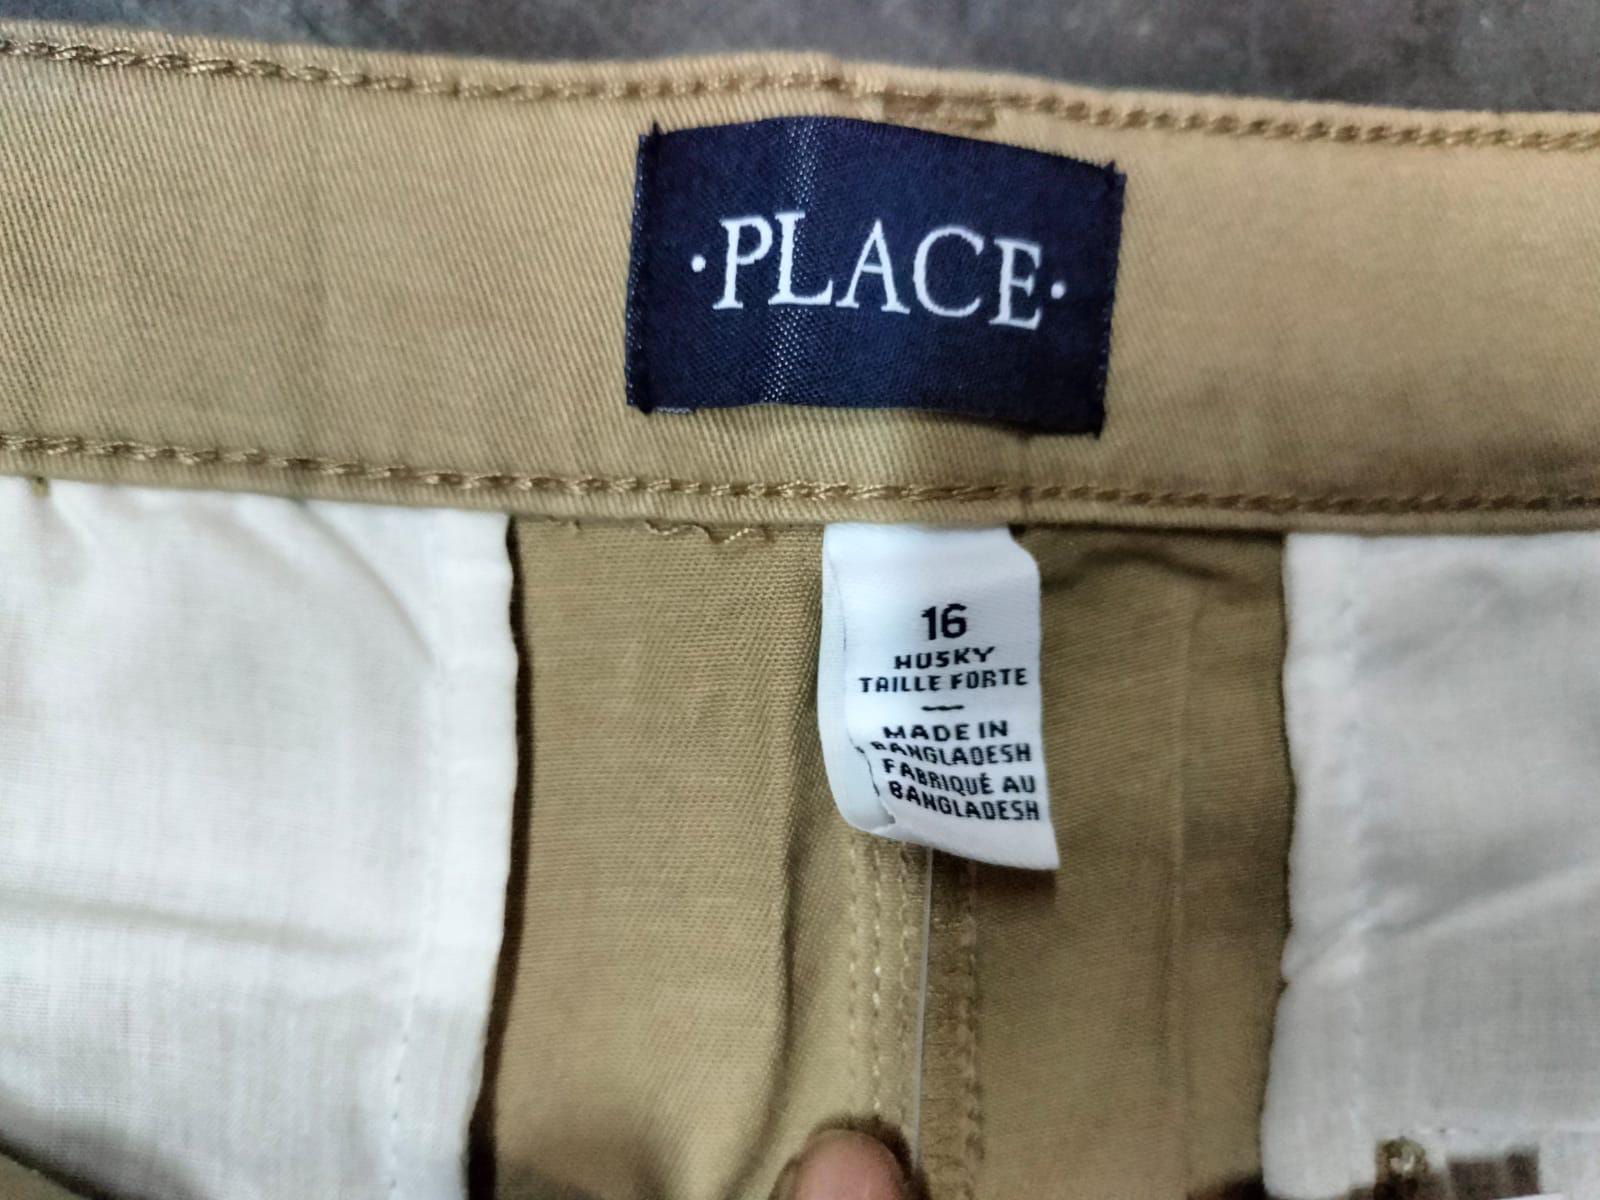 ·PLACE·
16
HUSKY
TAILLE FORTE
—
MADE IN
BANGLADESH
FABRIQUÉ AU
BANGLADESH